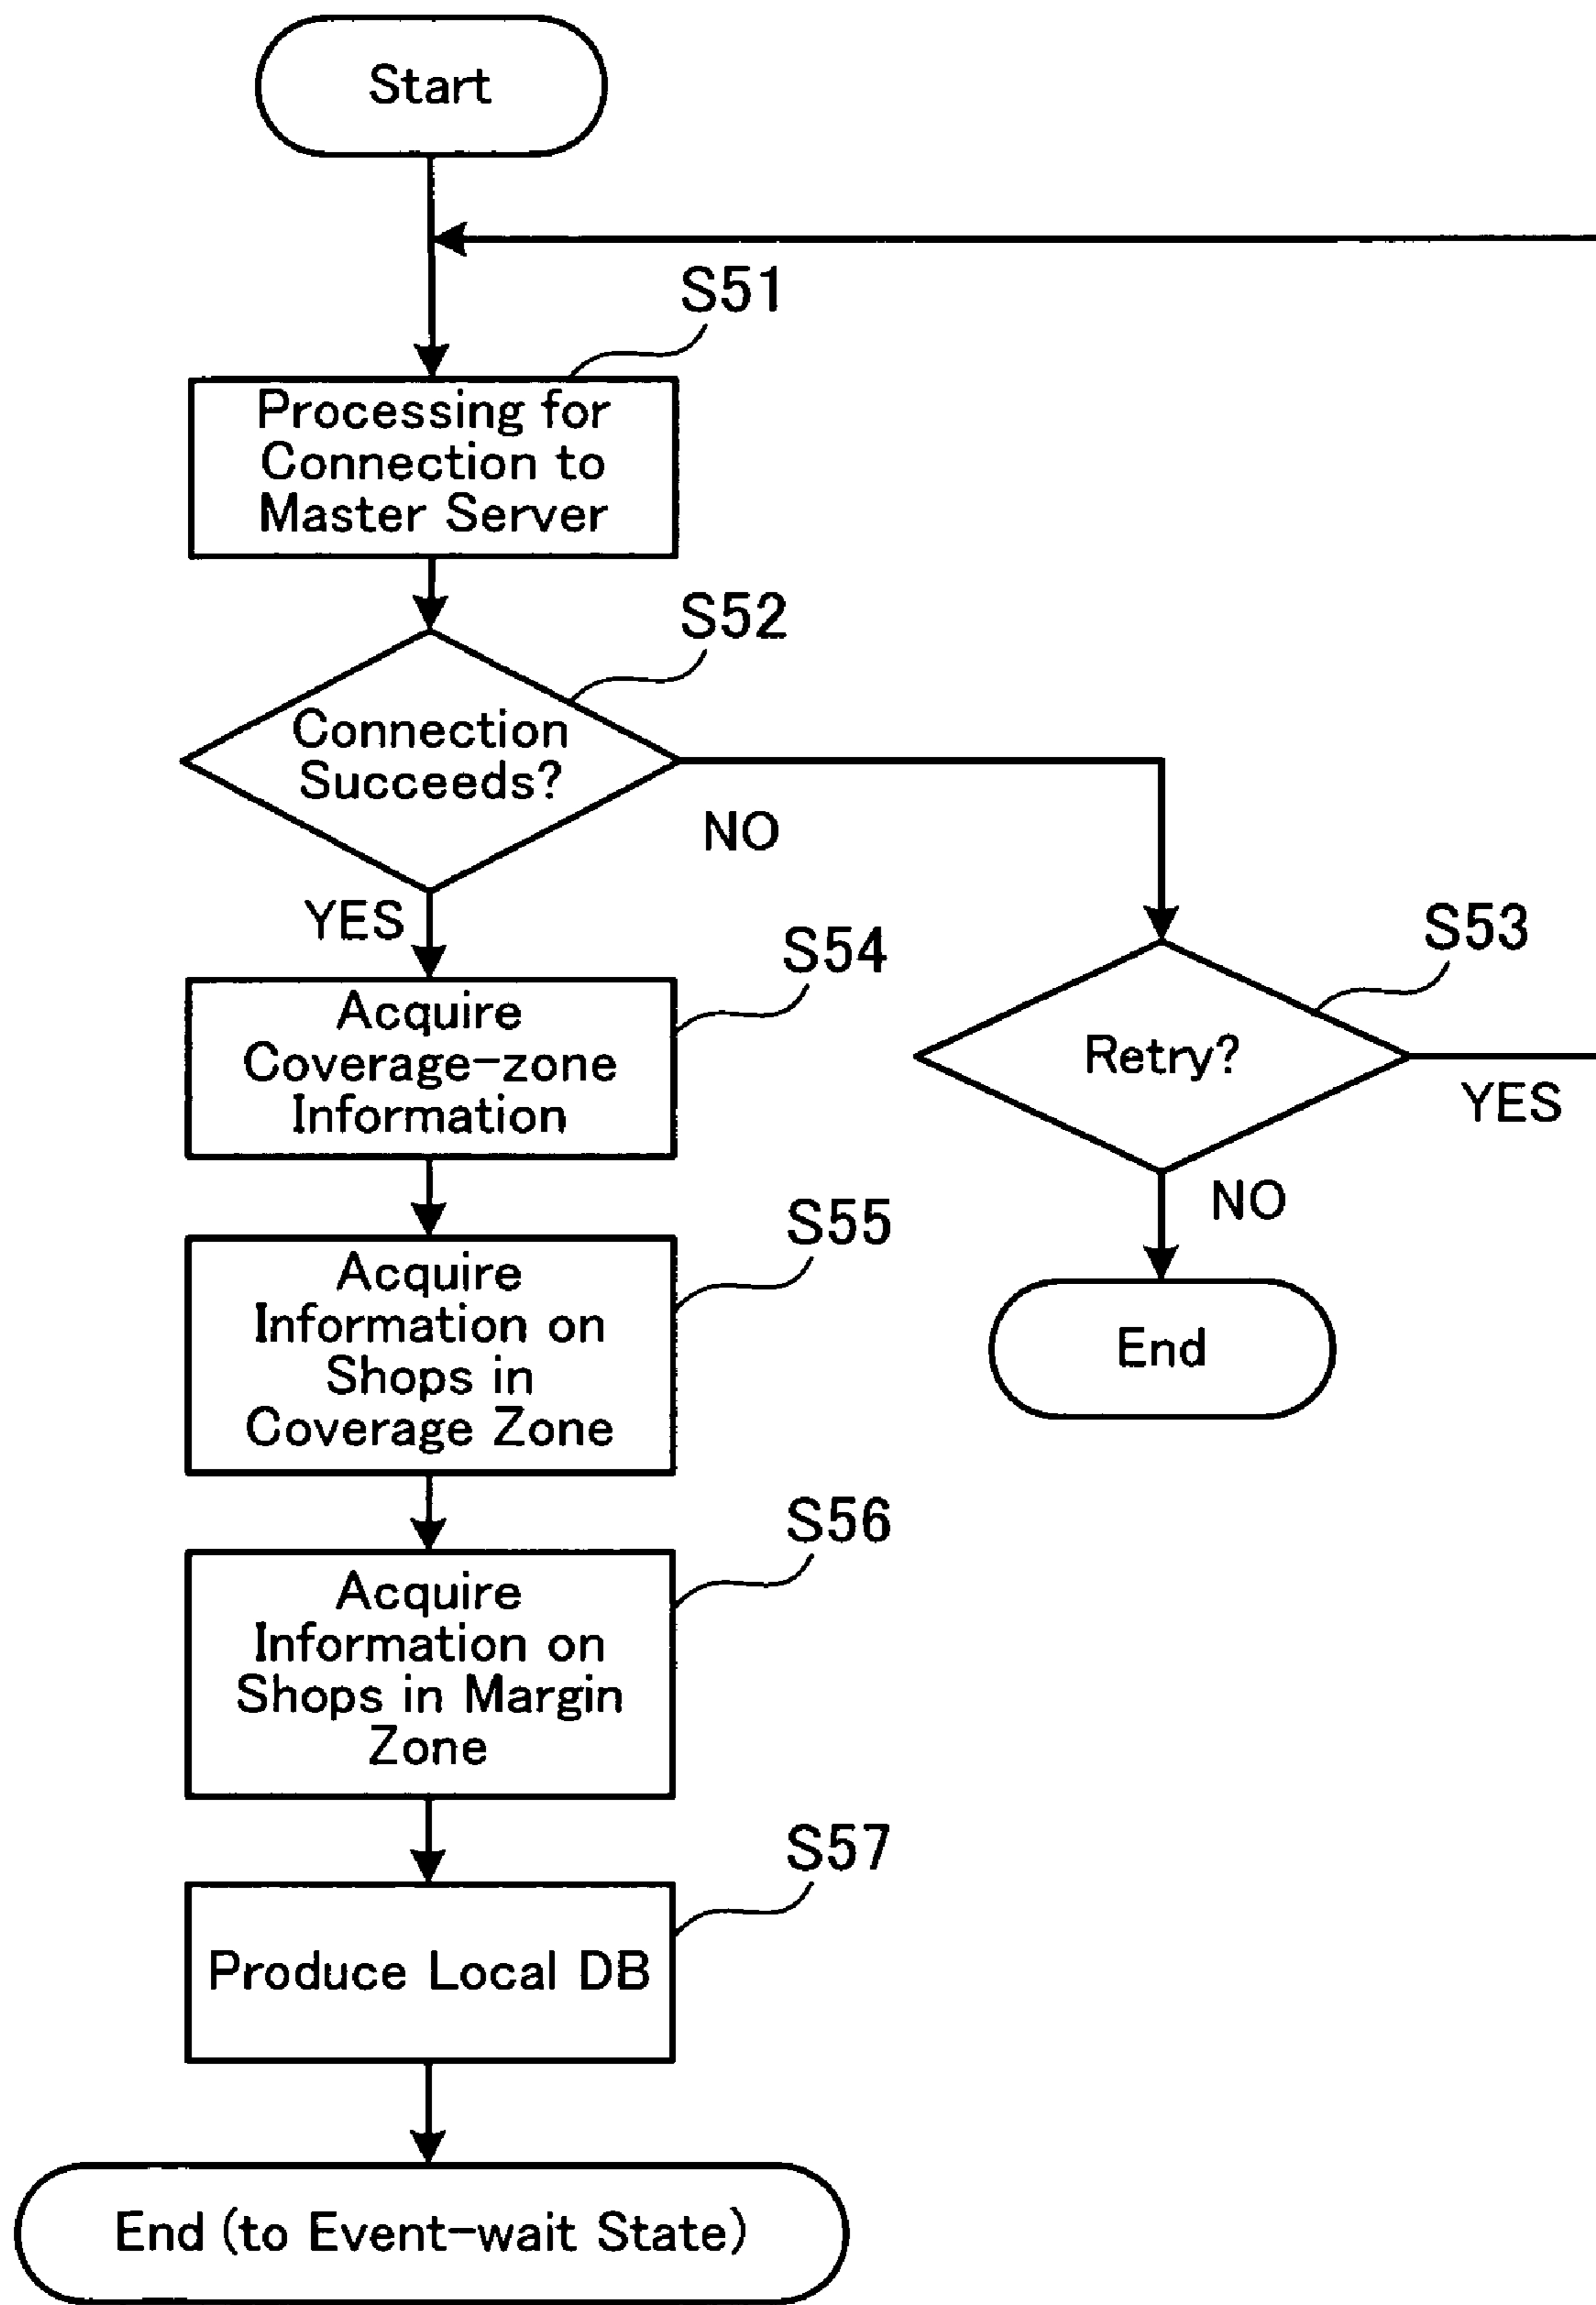 Start
S51
Processing for
Connection to
Master Server
S52
Connection
Succeeds?
NO
YES
S53
S54
Retry?
YES
Acquire
Coverage-zone
Information
NO
S55
Acquire
Information on
Shops in
Coverage Zone
End
S56
Acquire
Information on
Shops in Margin
Zone
S57
Produce Local DB
End (to Event-wait State)